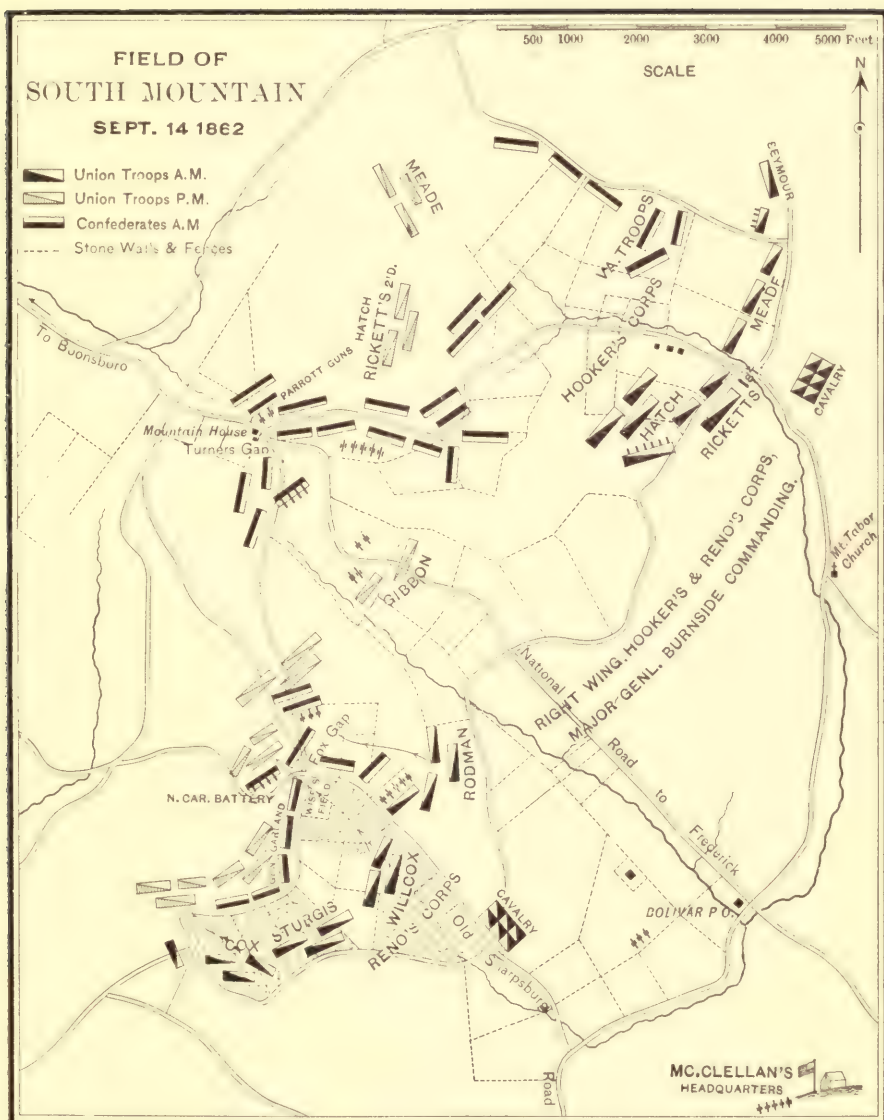 FIELD OF
SOUTH MOUNTAIN
SEPT. 14 1862
Union Troops A.M.
Union Troops P.M.
Confederates A.M
Stone Walls & Fences
500 1000 2000 3000 4000 5000 Feet
SCALE
N
SEYMOUR
MEADE
VA. TROOPS
MEADE
HATCH
RICKETT'S 2'D.
PARROTT GUNS
HOOKER'S CORPS
To Boonsboro
CAVALRY
HATCH
RICKETTS 1st
Mountain House
Turners Gap
Mt. Tabor
Church
GIBBON
RIGHT WING. HOOKER'S & RENO'S CORPS,
MAJOR-GENL. BURNSIDE COMMANDING.
National
Road
to
Frederick
Fox Gap
RODMAN
N. CAR. BATTERY
WISE'S
FIELD
GEN. GARLAND
WILLCOX
RENO'S CORPS
COX
STURGIS
CAVALRY
Old
Sharpsburg
Road
BOLIVAR P.O.
MC.CLELLAN'S
HEADQUARTERS